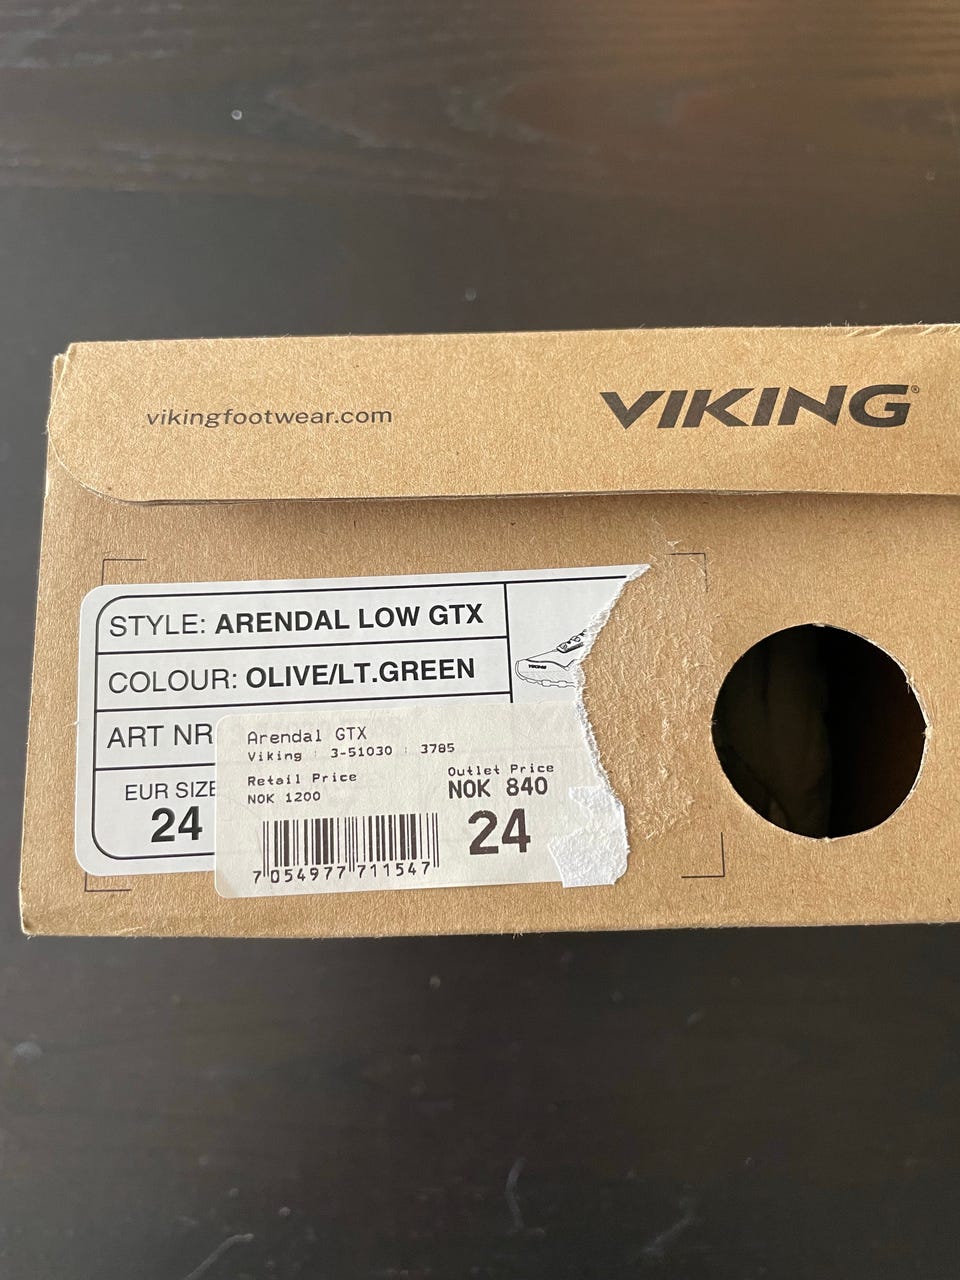 vikingfootwear.com
VIKING®
STYLE: ARENDAL LOW GTX
COLOUR: OLIVE/LT.GREEN
VIKING
ART NR
EUR SIZE
24
Arendal GTX
Viking : 3-51030 : 3785
Retail Price
NOK 1200
Outlet Price
NOK 840
24
7 054977 711547